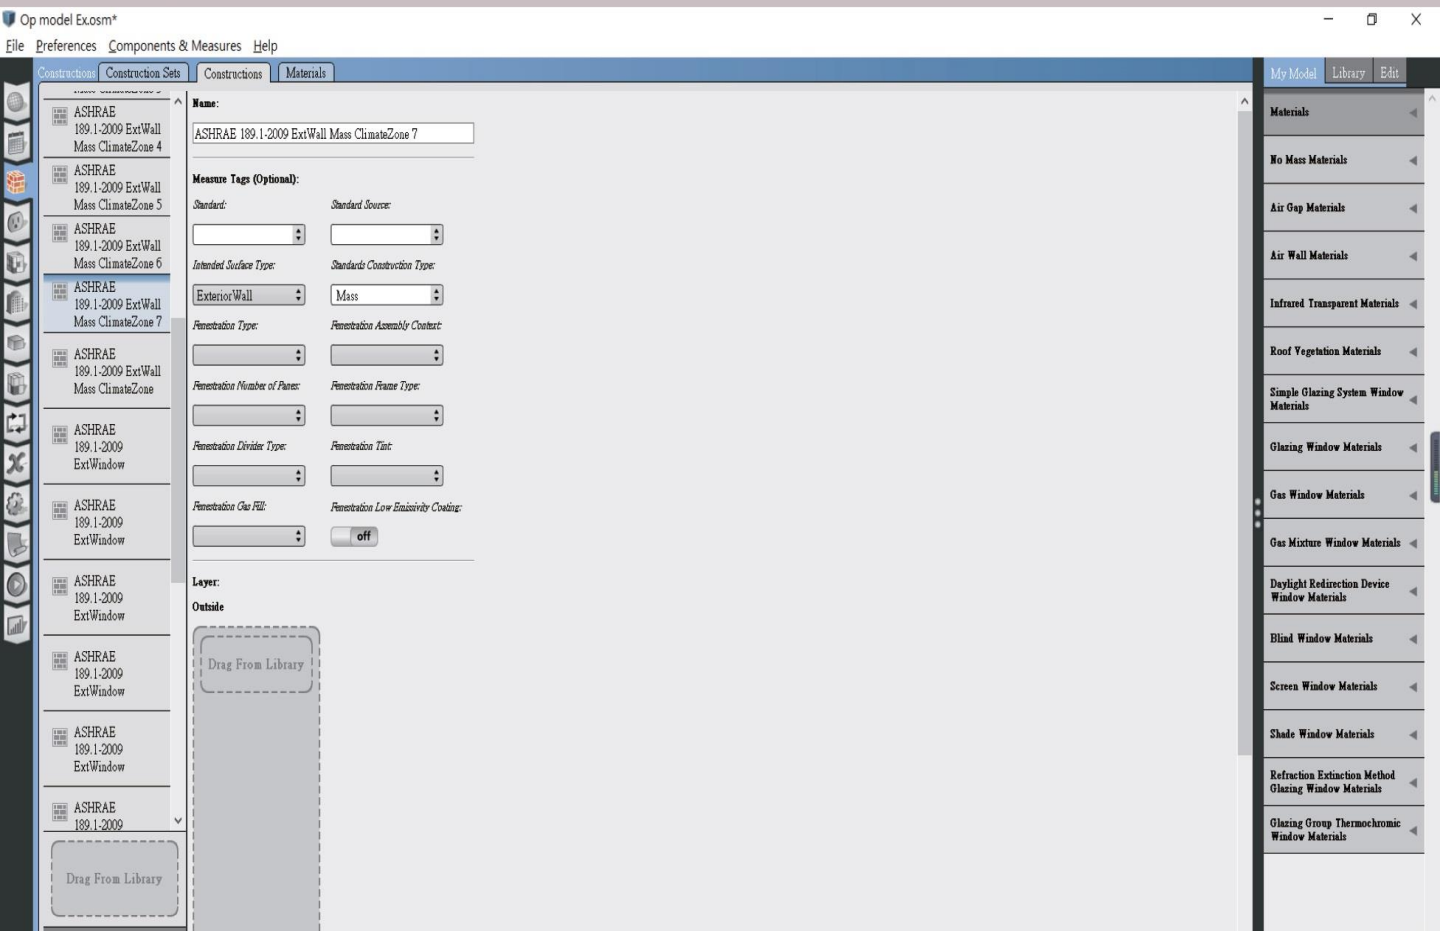 Op model Ex.osm*
File Preferences Components & Measures Help
Constructions Construction Sets Constructions Materials
My Model Library Edit
ASHRAE
189.1-2009 ExtWall
Mass ClimateZone 4
ASHRAE
189.1-2009 ExtWall
Mass ClimateZone 5
ASHRAE
189.1-2009 ExtWall
Mass ClimateZone 6
ASHRAE
189.1-2009 ExtWall
Mass ClimateZone 7
ASHRAE
189.1-2009 ExtWall
Mass ClimateZone
ASHRAE
189.1-2009
ExtWindow
ASHRAE
189.1-2009
ExtWindow
ASHRAE
189.1-2009
ExtWindow
ASHRAE
189.1-2009
ExtWindow
ASHRAE
189.1-2009
ExtWindow
ASHRAE
189.1-2009
Drag From Library
Name:
ASHRAE 189.1-2009 ExtWall Mass ClimateZone 7
Measure Tags (Optional):
Standard: Standard Source:
Intended Surface Type: Standards Construction Type:
ExteriorWall Mass
Fenestration Type: Fenestration Assembly Context:
Fenestration Number of Panes: Fenestration Frame Type:
Fenestration Divider Type: Fenestration Tint:
Fenestration Gas Fill: Fenestration Low Emissivity Coating:
off
Layer:
Outside
Drag From Library
Materials
No Mass Materials
Air Gap Materials
Air Wall Materials
Infrared Transparent Materials
Roof Vegetation Materials
Simple Glazing System Window
Materials
Glazing Window Materials
Gas Window Materials
Gas Mixture Window Materials
Daylight Redirection Device
Window Materials
Blind Window Materials
Screen Window Materials
Shade Window Materials
Refraction Extinction Method
Glazing Window Materials
Glazing Group Thermochromic
Window Materials